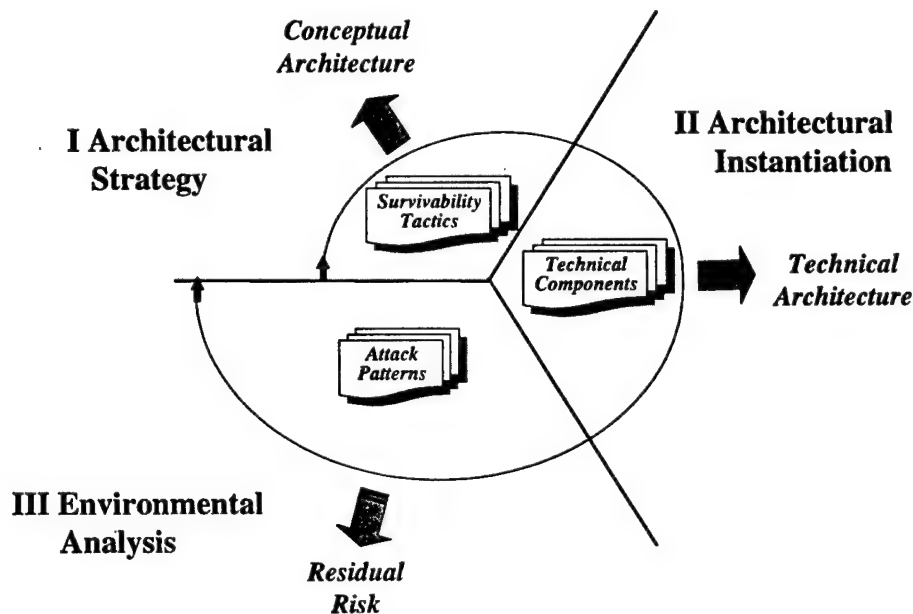 Conceptual
Architecture
I Architectural
Strategy
II Architectural
Instantiation
Survivability
Tactics
Technical
Components
Technical
Architecture
Attack
Patterns
III Environmental
Analysis
Residual
Risk